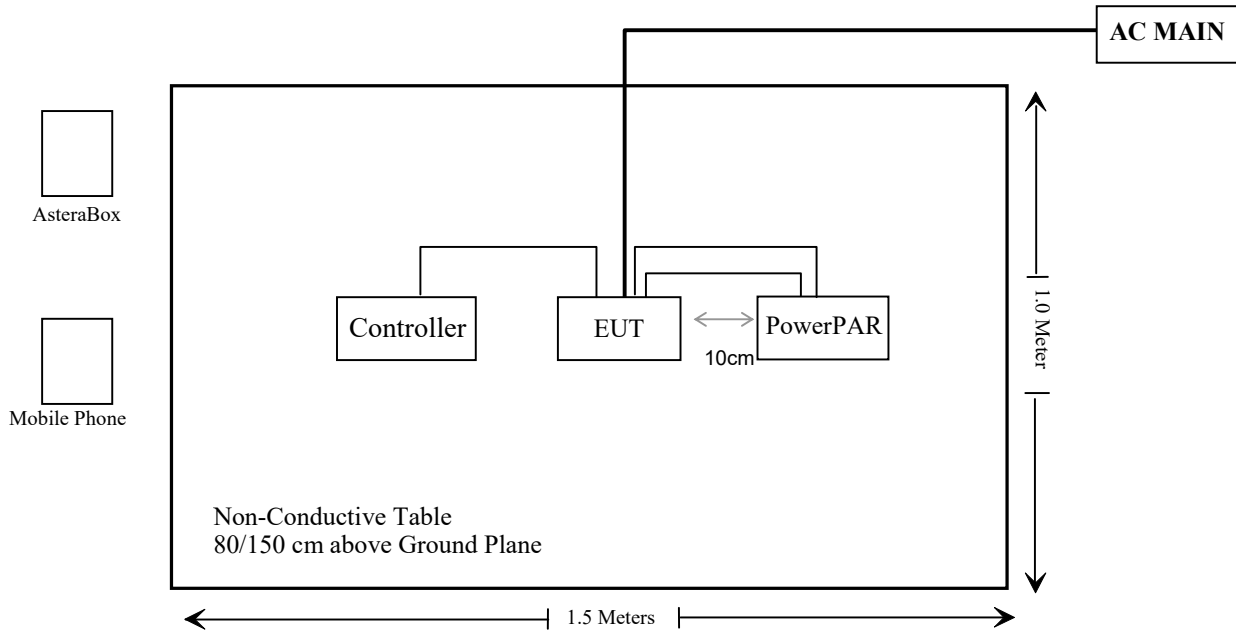 AC MAIN
AsteraBox
Controller
EUT
PowerPAR
10cm
1.0 Meter
Mobile Phone
Non-Conductive Table
80/150 cm above Ground Plane
1.5 Meters